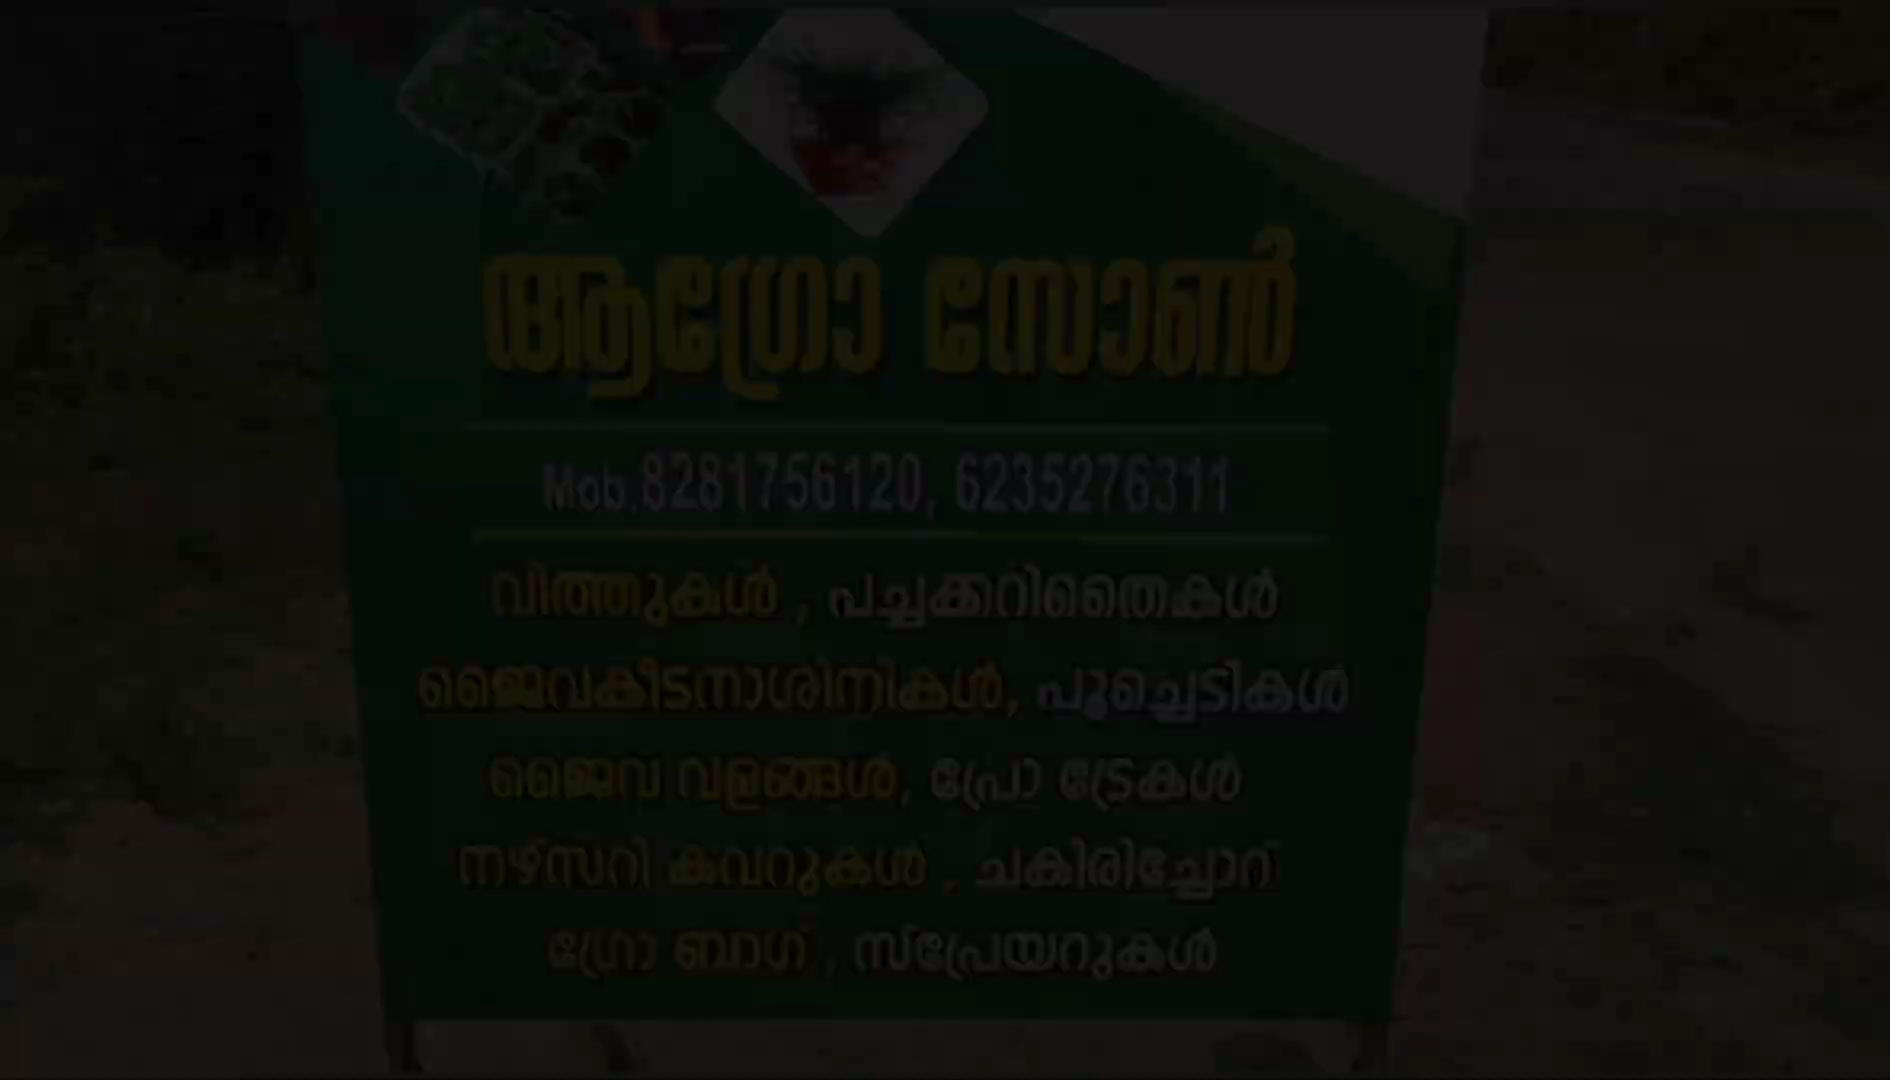 ആഗ്രോ സോൺ
Mob:8281756120, 6235276311
വിത്തുകൾ , പച്ചക്കറിതൈകൾ
ജൈവകീടനാശിനികൾ, പൂച്ചെടികൾ
ജൈവ വളങ്ങൾ, പ്രോ ട്രേകൾ
നഴ്സറി കവറുകൾ , ചകിരിച്ചോറ്
ഗ്രോ ബാഗ് , സ്പ്രേയറുകൾ